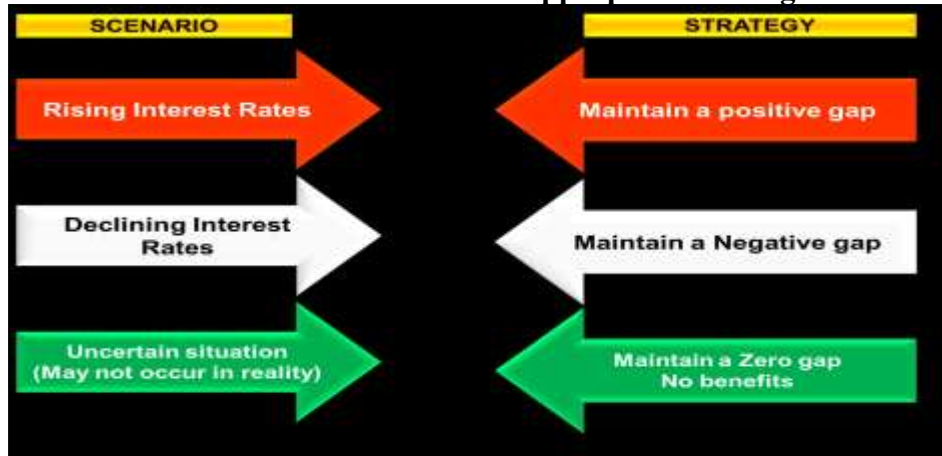 SCENARIO
STRATEGY
Rising Interest Rates
Maintain a positive gap
Declining Interest
Rates
Maintain a Negative gap
Uncertain situation
(May not occur in reality)
Maintain a Zero gap
No benefits